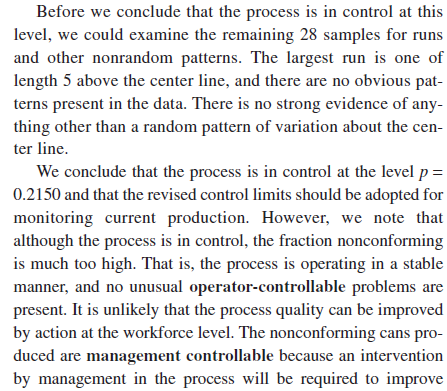 Before we conclude that the process is in control at this
level, we could examine the remaining 28 samples for runs
and other nonrandom patterns. The largest run is one of
length 5 above the center line, and there are no obvious pat-
terns present in the data. There is no strong evidence of any-
thing other than a random pattern of variation about the cen-
ter line.
We conclude that the process is in control at the level p =
0.2150 and that the revised control limits should be adopted for
monitoring current production. However, we note that
although the process is in control, the fraction nonconforming
is much too high. That is, the process is operating in a stable
manner, and no unusual operator-controllable problems are
present. It is unlikely that the process quality can be improved
by action at the workforce level. The nonconforming cans pro-
duced are management controllable because an intervention
by management in the process will be required to improve